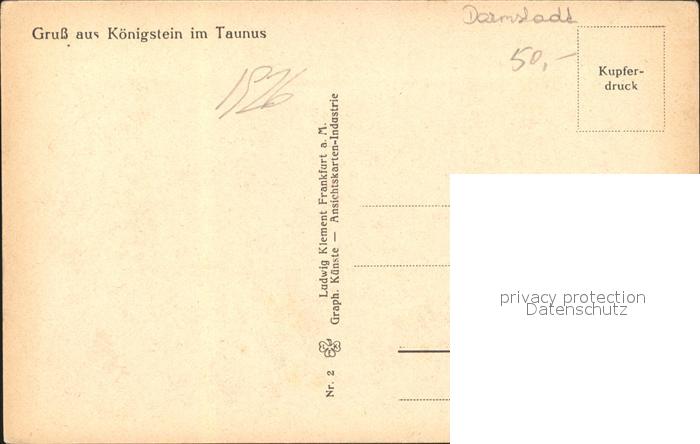 Gruß aus Königstein im Taunus
Darmstadt
50,-
Kupfer-
druck
1926
Ludwig Klement Frankfurt a. M.
Graph. Künste — Ansichtskarten-Industrie
Nr. 2
privacy protection
Datenschutz